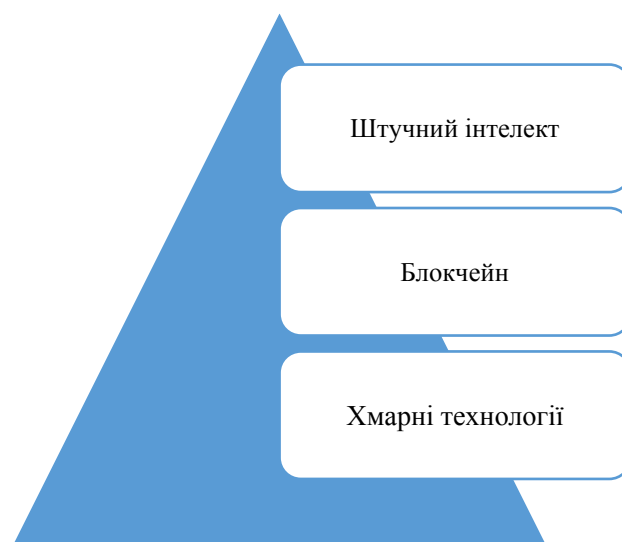 Штучний інтелект
Блокчейн
Хмарні технології